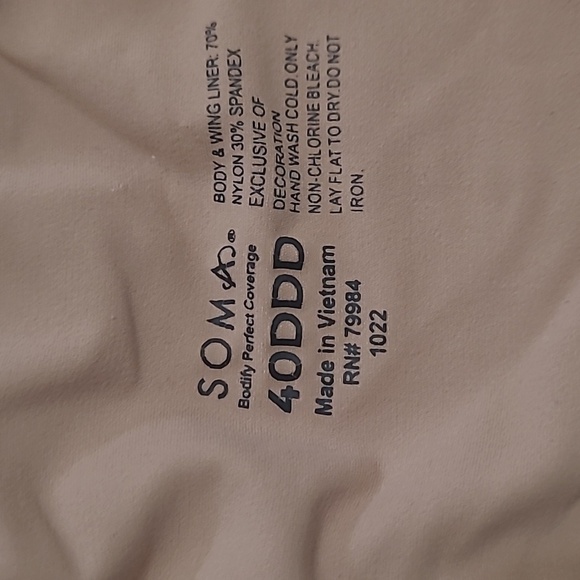 SOMA®
Bodify Perfect Coverage
40DDD
Made in Vietnam
RN# 79984
1022
BODY & WING LINER: 70%
NYLON 30% SPANDEX
EXCLUSIVE OF
DECORATION
HAND WASH COLD.ONLY
NON-CHLORINE BLEACH.
LAY FLAT TO DRY.DO NOT
IRON.